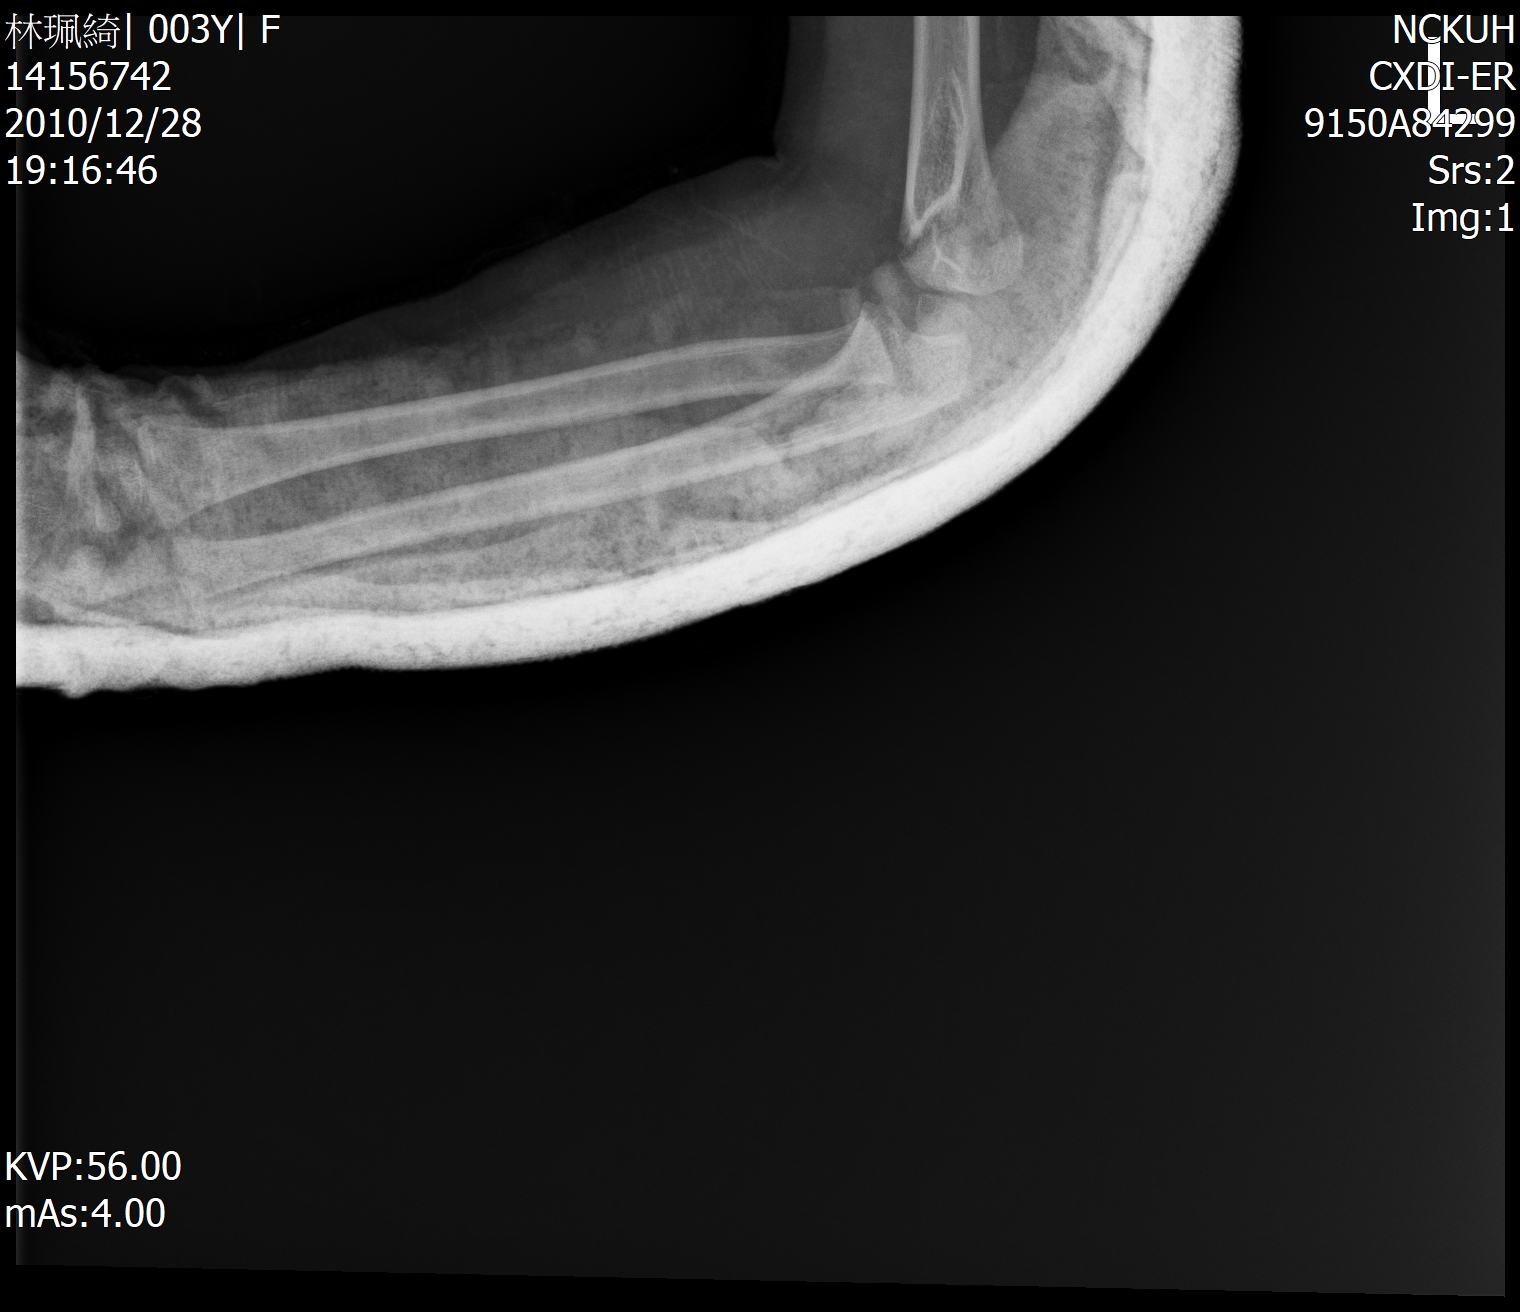 林珮綺| 003Y| F
14156742
2010/12/28
19:16:46
NCKUH
CXDI-ER
9150A84299
Srs:2
Img:1
L
KVP:56.00
mAs:4.00